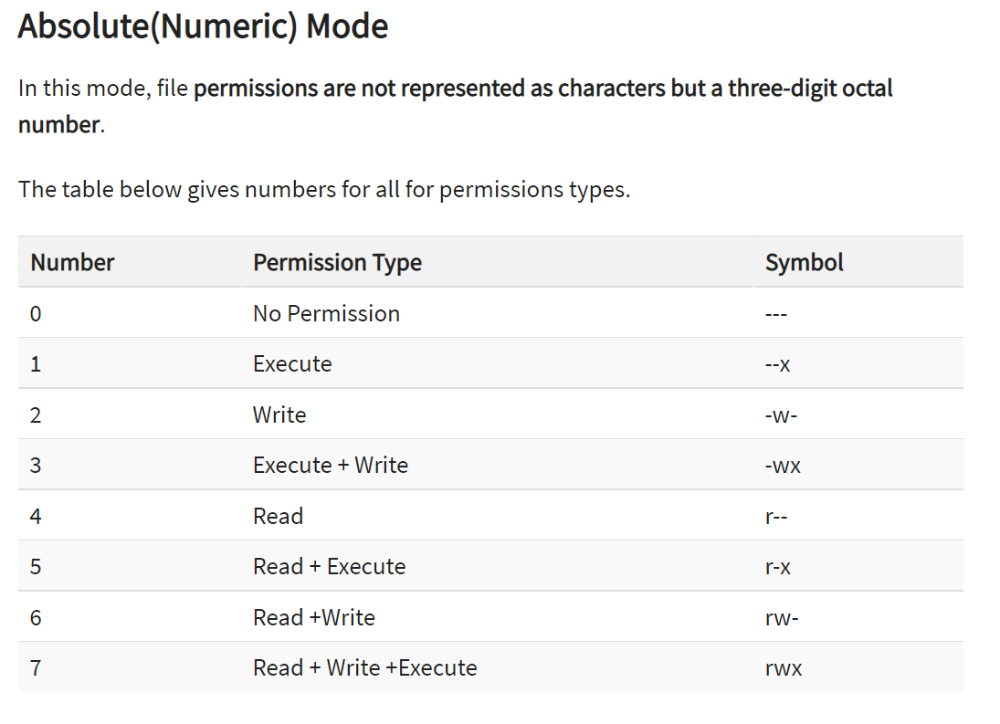 Absolute(Numeric) Mode
In this mode, file permissions are not represented as characters but a three-digit octal
number.
The table below gives numbers for all for permissions types.
Number Permission Type Symbol
0 No Permission ---
1 Execute --x
2 Write -w-
3 Execute + Write -wx
4 Read r--
5 Read + Execute r-x
6 Read +Write rw-
7 Read + Write +Execute rwx